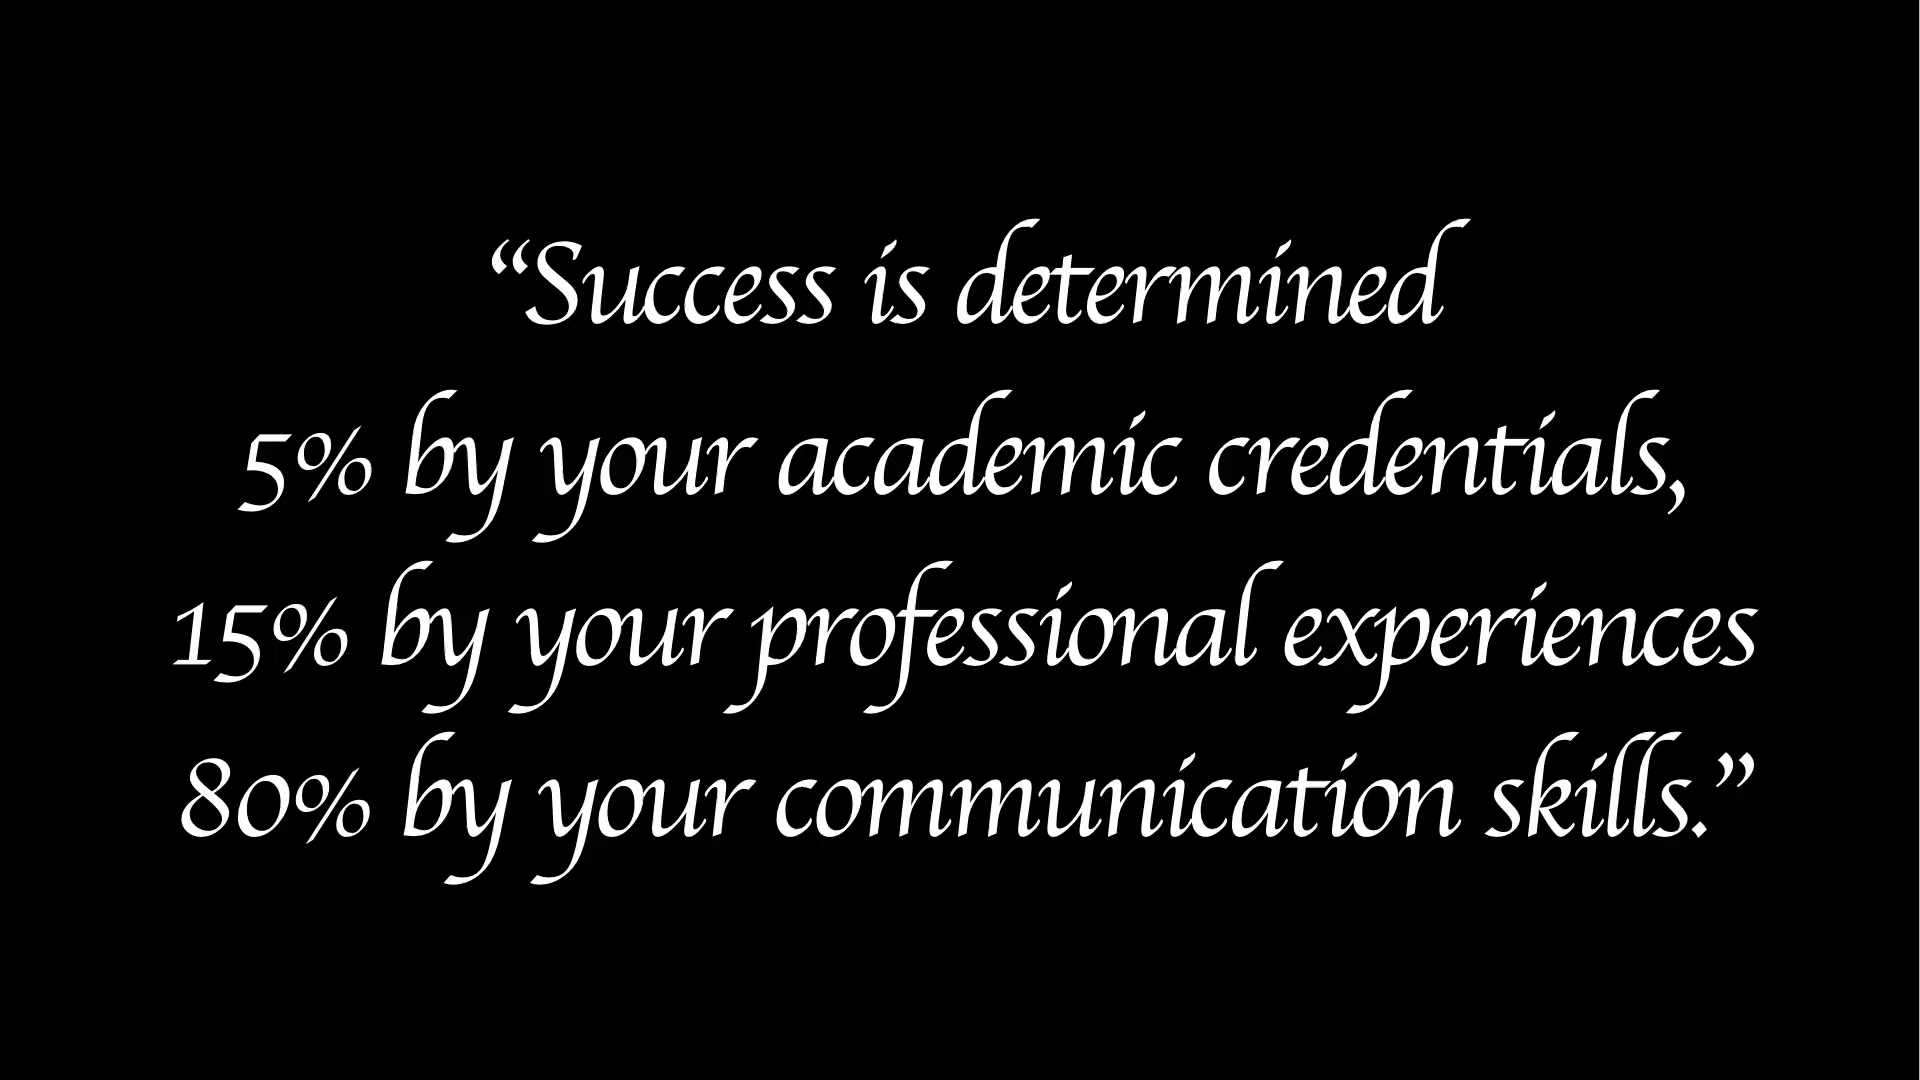 “Success is determined
5% by your academic credentials,
15% by your professional experiences
80% by your communication skills.”